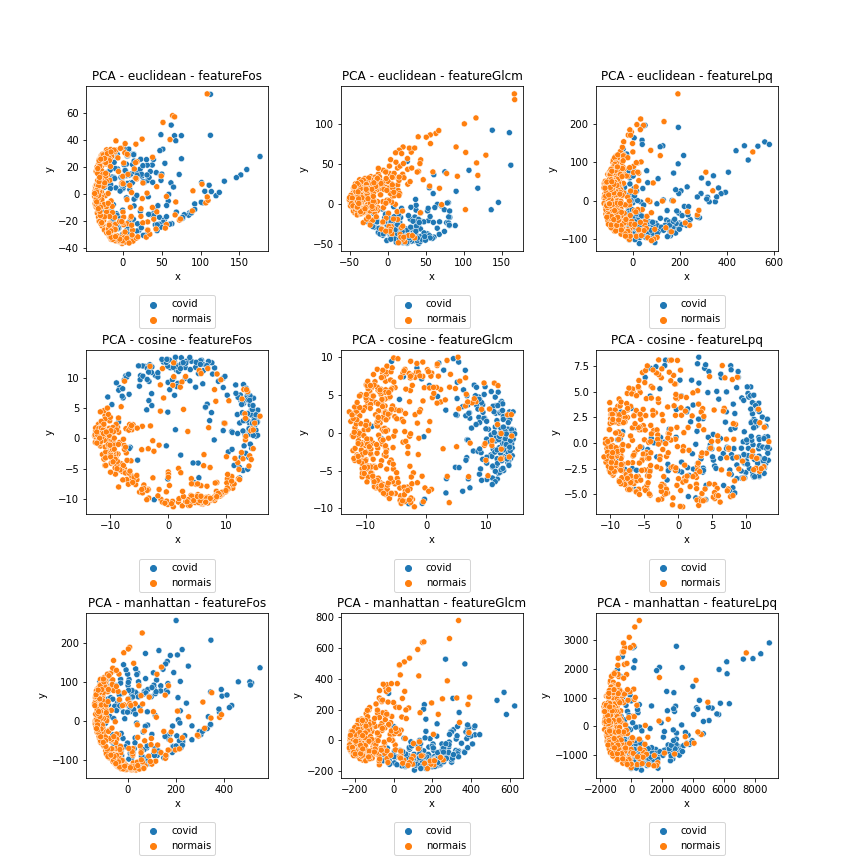 PCA - euclidean - featureFos
PCA - euclidean - featureGlcm
PCA - euclidean - featureLpq
60
40
20
0
−20
−40
y
0
50
100
150
x
covid
normais
100
50
0
−50
y
−50
0
50
100
150
x
covid
normais
200
100
0
−100
y
0
200
400
600
x
covid
normais
PCA - cosine - featureFos
PCA - cosine - featureGlcm
PCA - cosine - featureLpq
10
5
0
−5
−10
y
−10
0
10
x
covid
normais
10
5
0
−5
−10
y
−10
0
10
x
covid
normais
7.5
5.0
2.5
0.0
−2.5
−5.0
y
−10
−5
0
5
10
x
covid
normais
PCA - manhattan - featureFos
PCA - manhattan - featureGlcm
PCA - manhattan - featureLpq
200
100
0
−100
y
0
200
400
x
covid
normais
800
600
400
200
0
−200
y
−200
0
200
400
600
x
covid
normais
3000
2000
1000
0
−1000
y
−2000
0
2000
4000
6000
8000
x
covid
normais